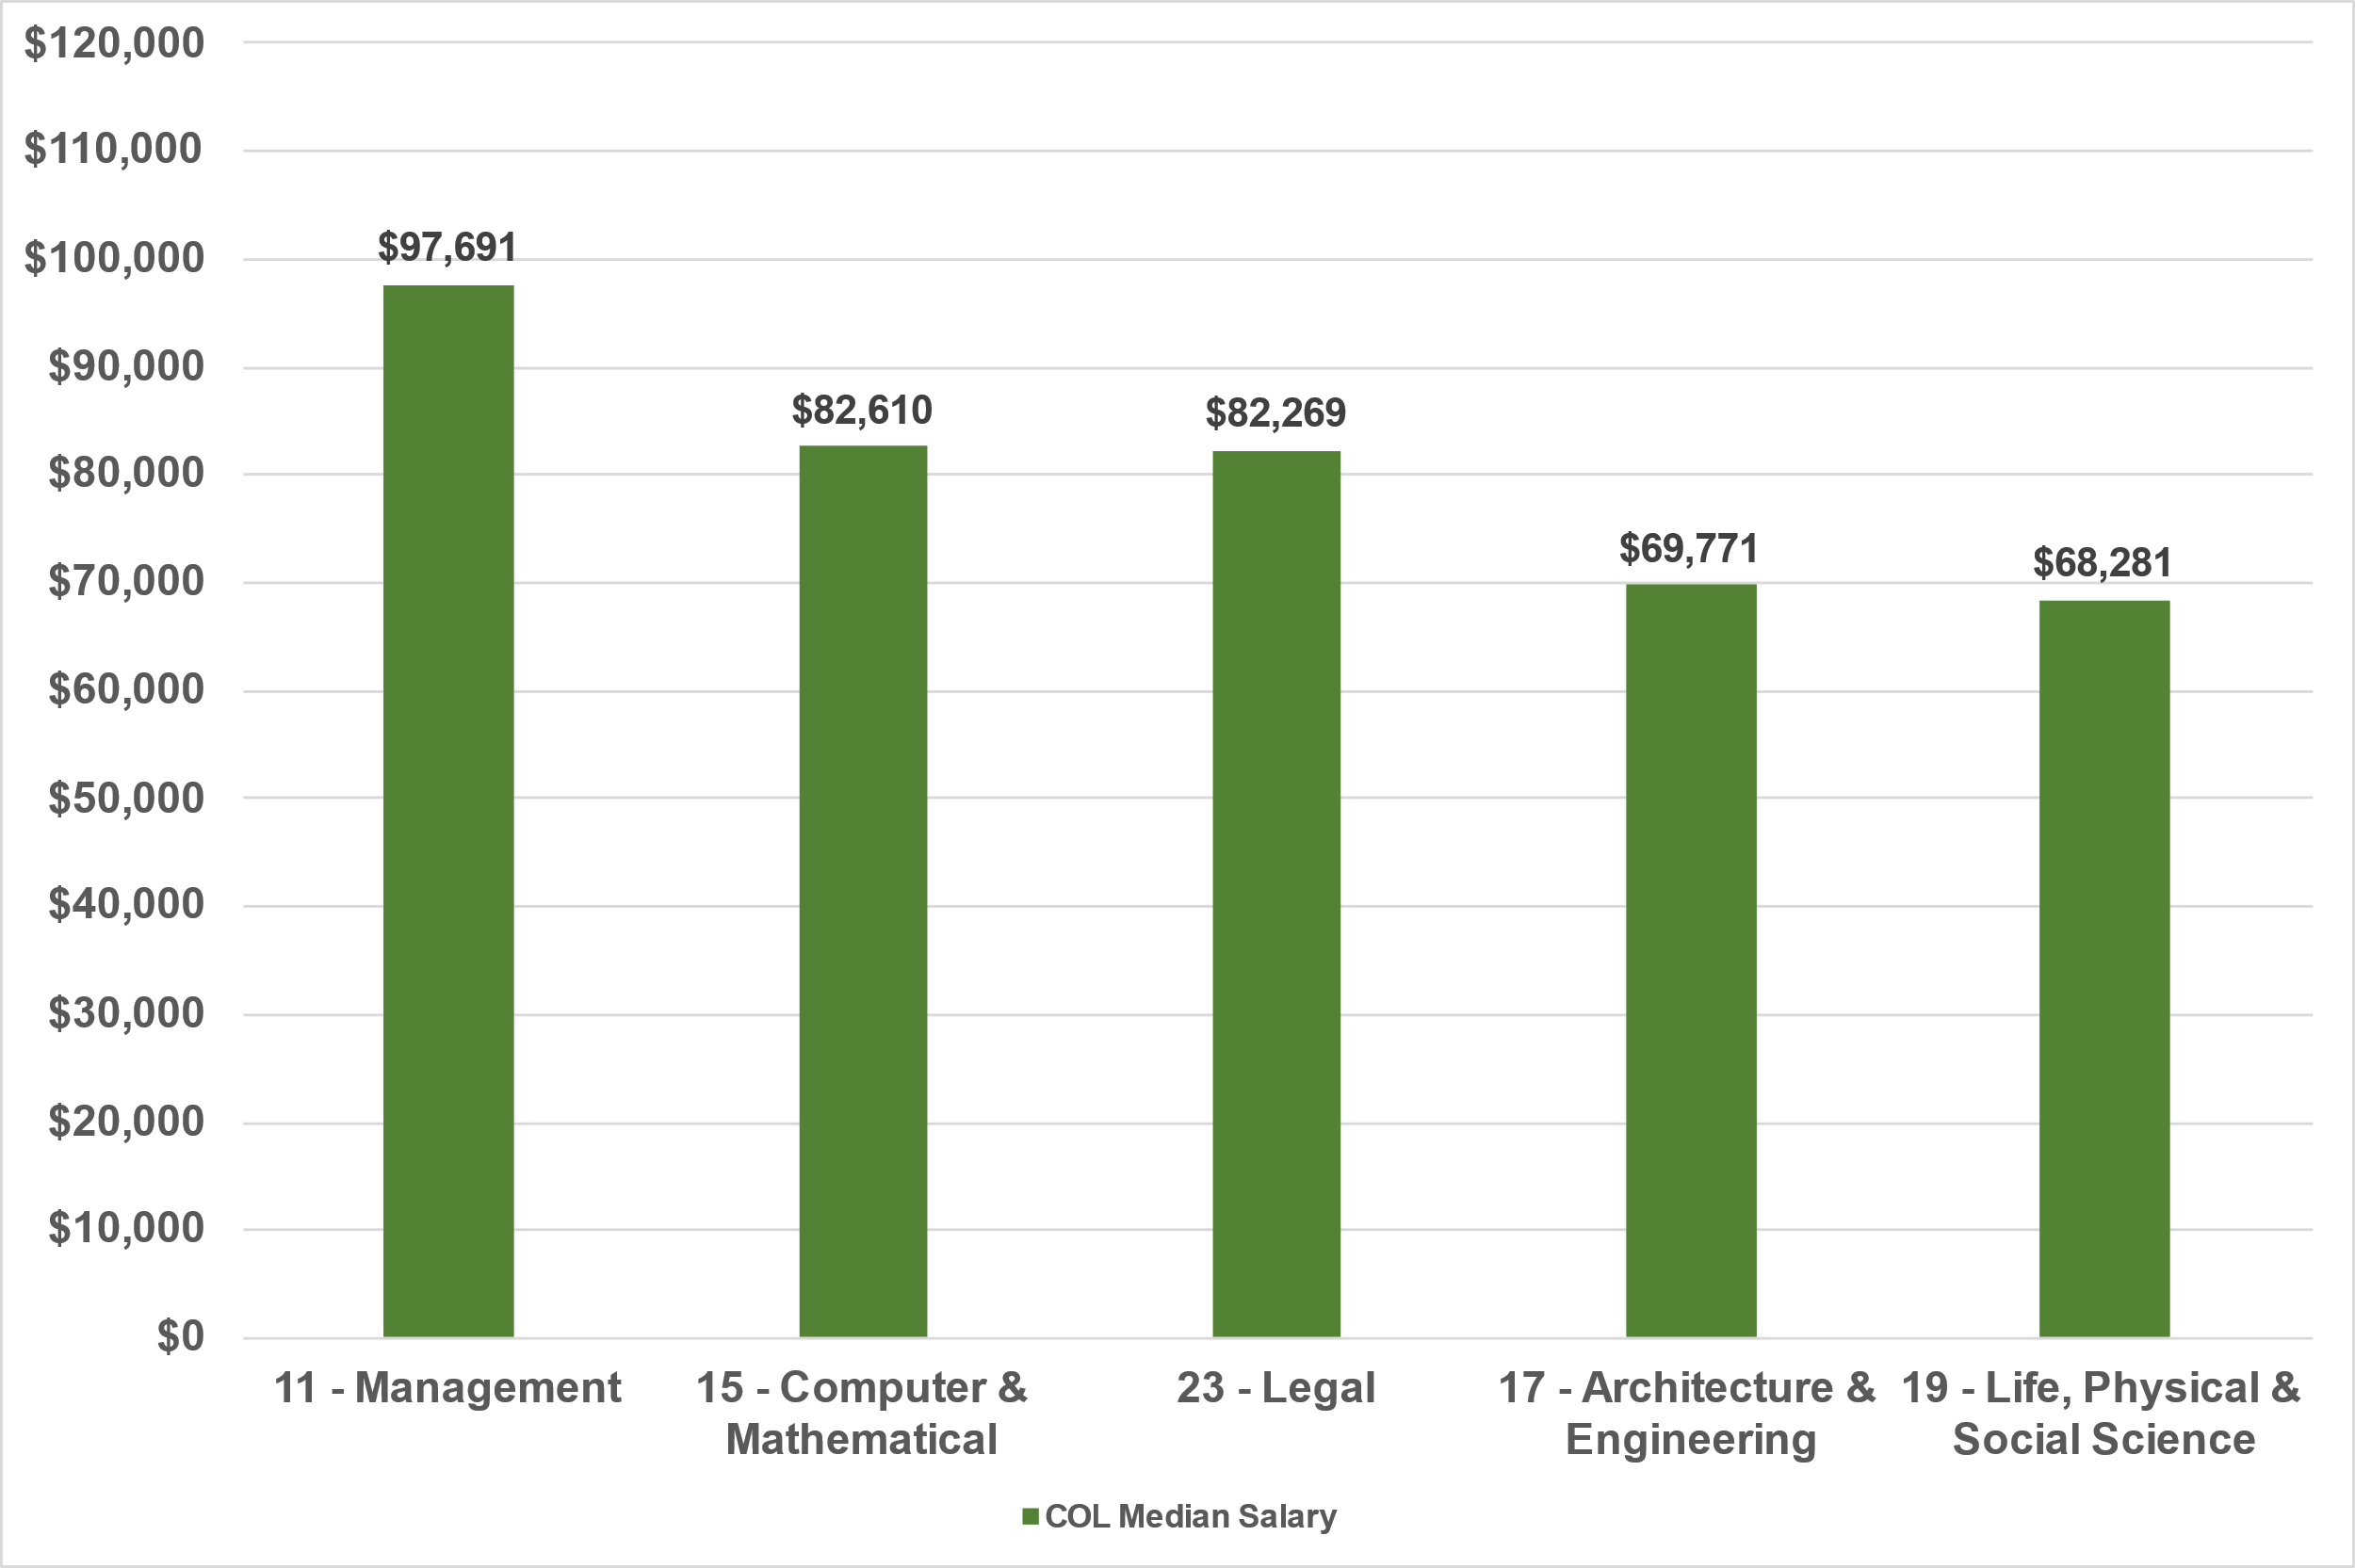 $120,000
$110,000
$100,000
$90,000
$80,000
$70,000
$60,000
$50,000
$40,000
$30,000
$20,000
$10,000
$0
$97,691
$82,610
$82,269
$69,771
$68,281
11 - Management
15 - Computer &
Mathematical
23 - Legal
17 - Architecture &
Engineering
19 - Life, Physical &
Social Science
COL Median Salary